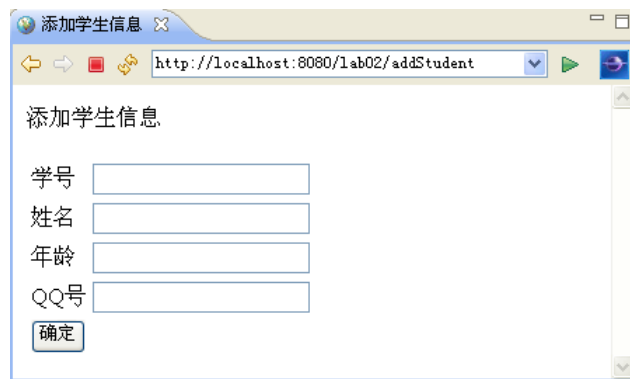 添加学生信息
http://localhost:8080/lab02/addStudent
添加学生信息
学号
姓名
年龄
QQ号
确定